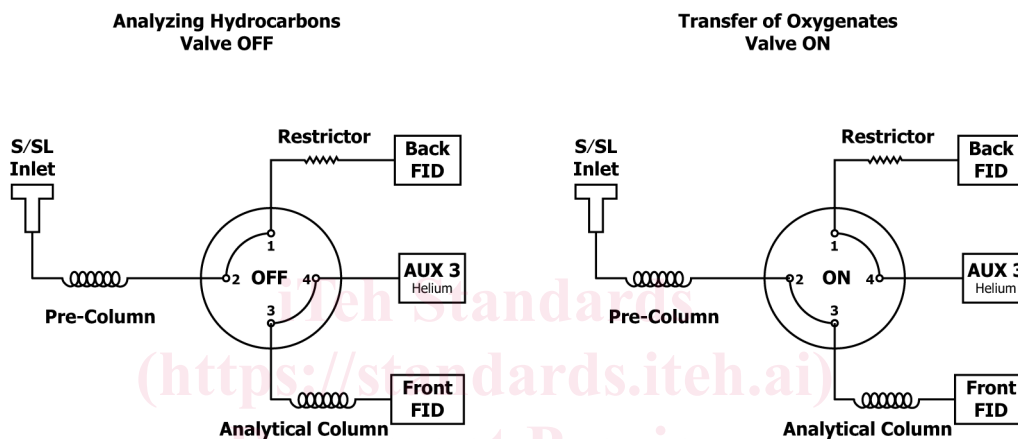 Analyzing Hydrocarbons
Valve OFF
S/SL
Inlet
Restrictor
Back
FID
1
2
OFF
4
3
AUX 3
Helium
Pre-Column
Front
FID
Analytical Column
Transfer of Oxygenates
Valve ON
S/SL
Inlet
Restrictor
Back
FID
1
2
ON
4
3
AUX 3
Helium
Pre-Column
Front
FID
Analytical Column
iTeh Standards
(https://standards.iteh.ai)